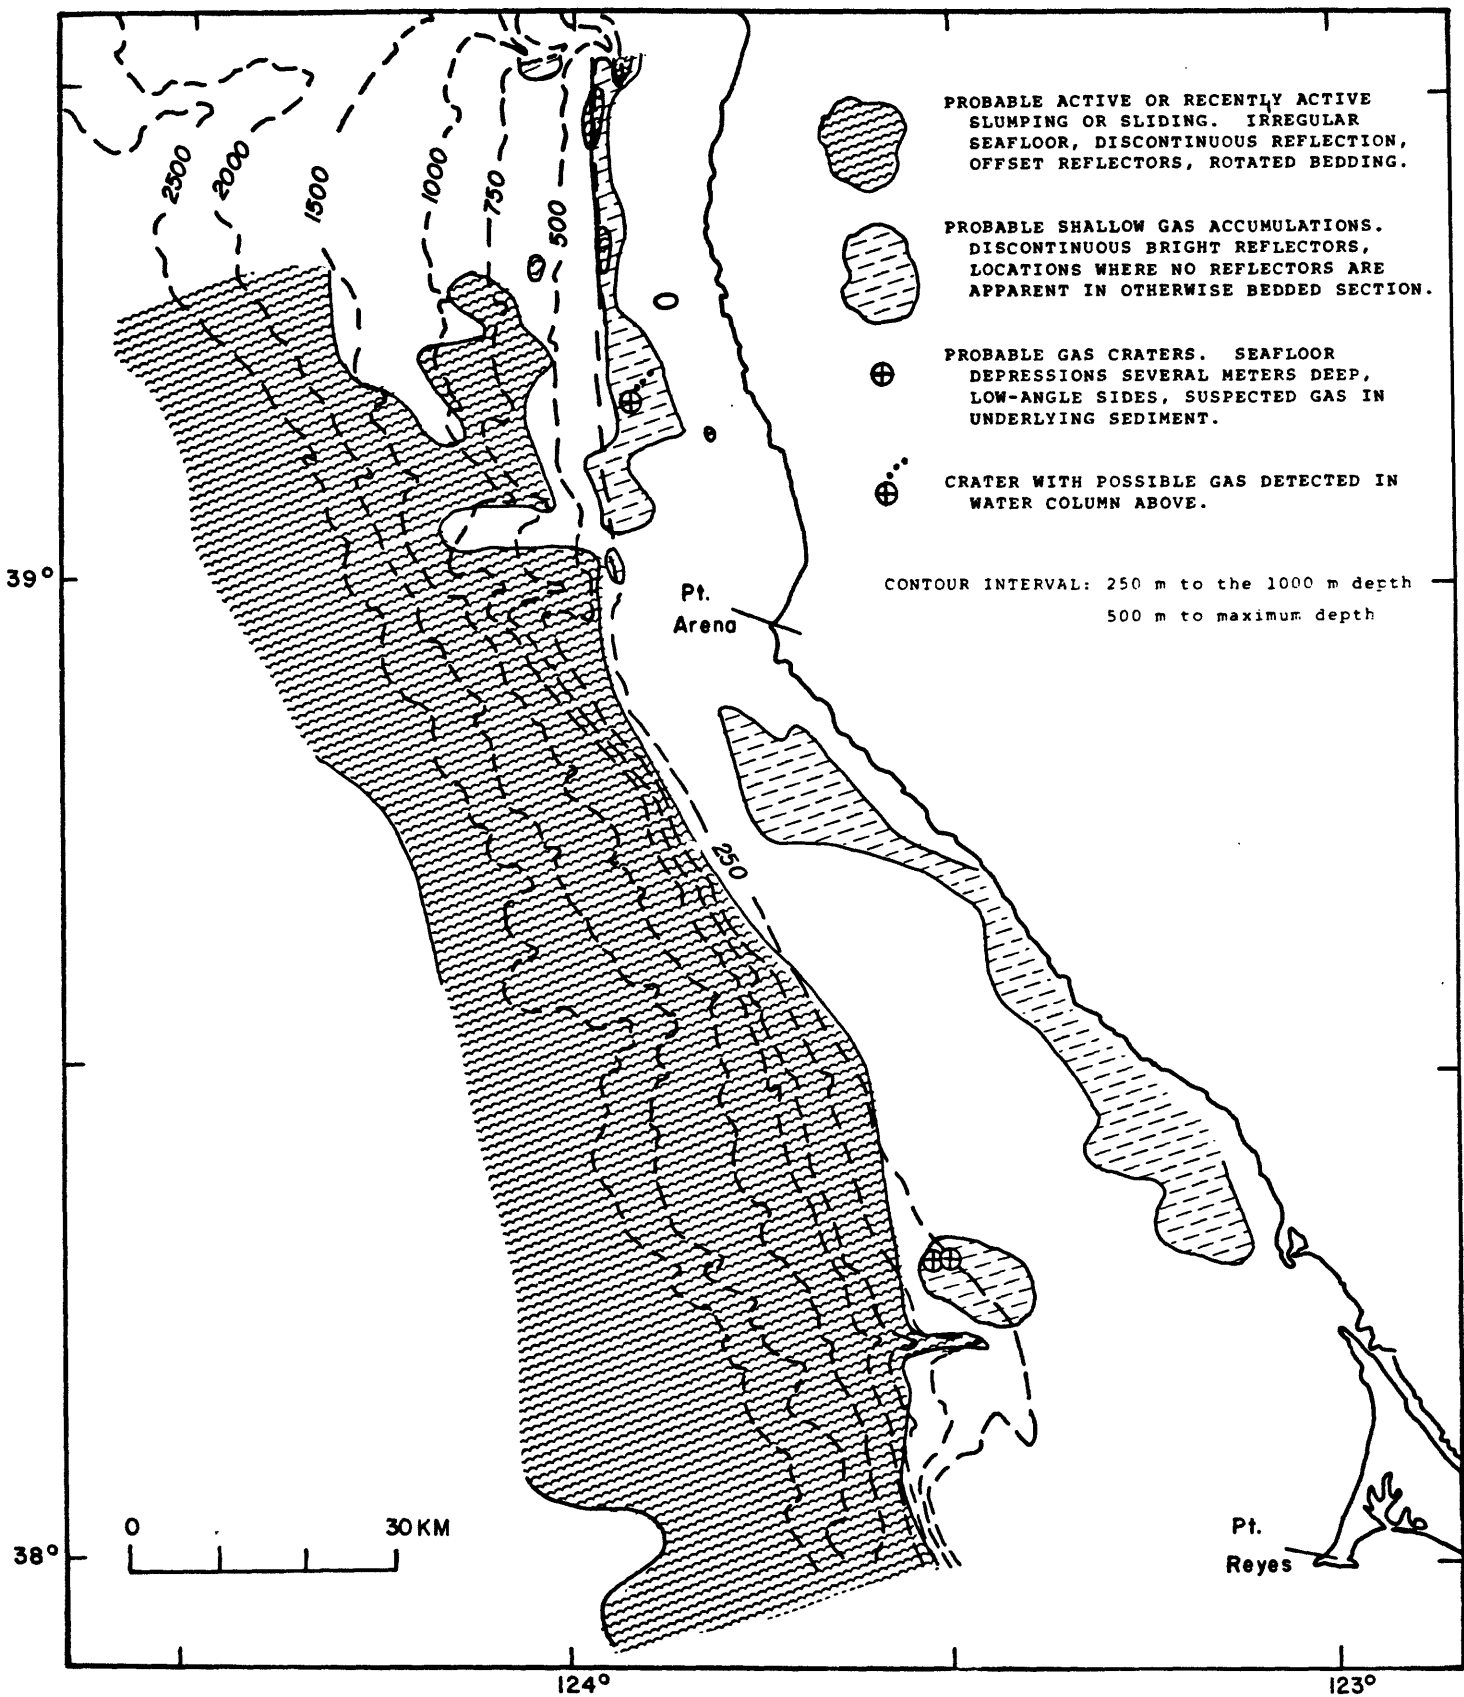 PROBABLE ACTIVE OR RECENTLY ACTIVE
SLUMPING OR SLIDING. IRREGULAR
SEAFLOOR, DISCONTINUOUS REFLECTION,
OFFSET REFLECTORS, ROTATED BEDDING.
2500
2000
1500
1000
750
500
PROBABLE SHALLOW GAS ACCUMULATIONS.
DISCONTINUOUS BRIGHT REFLECTORS,
LOCATIONS WHERE NO REFLECTORS ARE
APPARENT IN OTHERWISE BEDDED SECTION.
PROBABLE GAS CRATERS. SEAFLOOR
DEPRESSIONS SEVERAL METERS DEEP,
LOW-ANGLE SIDES, SUSPECTED GAS IN
UNDERLYING SEDIMENT.
CRATER WITH POSSIBLE GAS DETECTED IN
WATER COLUMN ABOVE.
39°
CONTOUR INTERVAL: 250 m to the 1000 m depth
500 m to maximum depth
Pt.
Arena
250
0 30 KM
38°
Pt.
Reyes
124° 123°